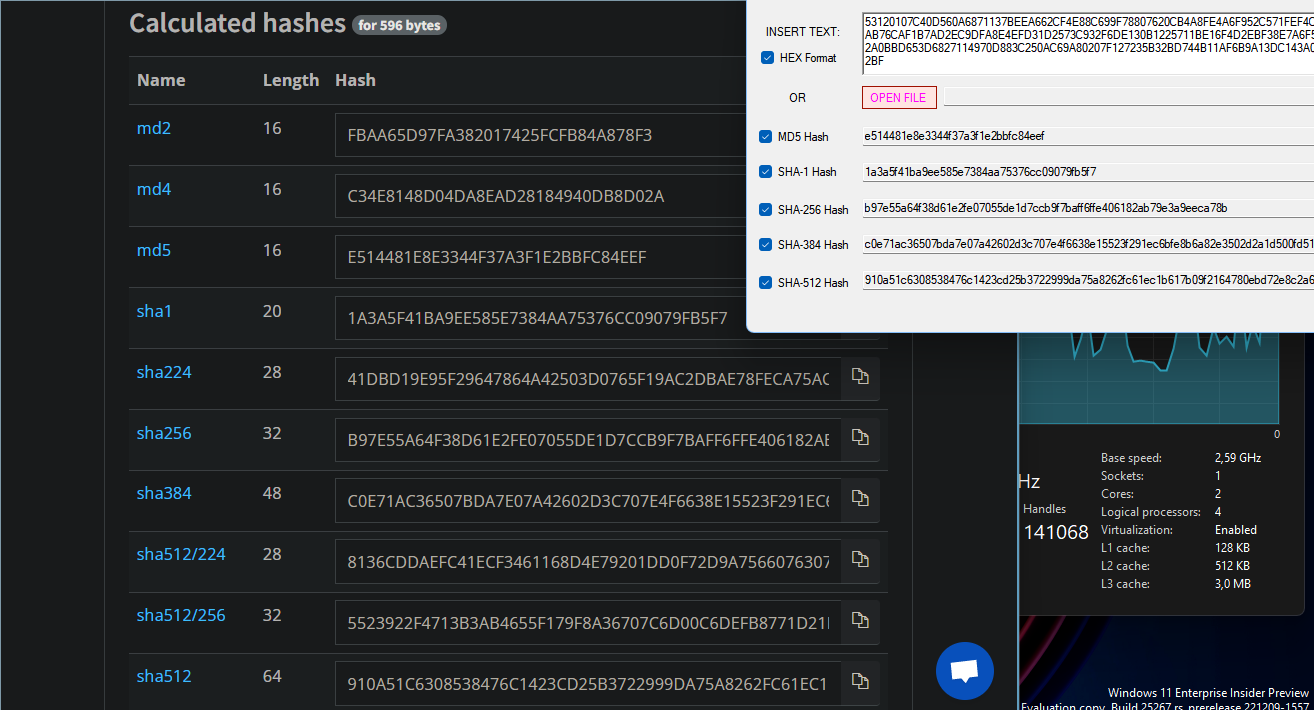 Calculated hashes for 596 bytes
Name Length Hash
md2 16 FBAA65D97FA382017425FCFB84A878F3
md4 16 C34E8148D04DA8EAD28184940DB8D02A
md5 16 E514481E8E3344F37A3F1E2BBFC84EEF
sha1 20 1A3A5F41BA9EE585E7384AA75376CC09079FB5F7
sha224 28 41DBD19E95F29647864A42503D0765F19AC2DBAE78FECA75AC
sha256 32 B97E55A64F38D61E2FE07055DE1D7CCB9F7BAFF6FFE406182AE
sha384 48 C0E71AC36507BDA7E07A42602D3C707E4F6638E15523F291EC6
sha512/224 28 8136CDDAEFC41ECF3461168D4E79201DD0F72D9A7566076307
sha512/256 32 5523922F4713B3AB4655F179F8A36707C6D00C6DEFB8771D21
sha512 64 910A51C6308538476C1423CD25B3722999DA75A8262FC61EC1
INSERT TEXT:
HEX Format
53120107C40D560A6871137BEEA662CF4E88C699F78807620CB4A8FE4A6F952C571FEF4C
AB76CAF1B7AD2EC9DFA8E4EFD31D2573C932F6DE130B1225711BE16F4D2EBF38E7A6F5
2A0BBD653D6827114970D883C250AC69A80207F127235B32BD744B11AF6B9A13DC143A0
2BF
OR OPEN FILE
MD5 Hash e514481e8e3344f37a3f1e2bbfc84eef
SHA-1 Hash 1a3a5f41ba9ee585e7384aa75376cc09079fb5f7
SHA-256 Hash b97e55a64f38d61e2fe07055de1d7ccb9f7baff6ffe406182ab79e3a9eeca78b
SHA-384 Hash c0e71ac36507bda7e07a42602d3c707e4f6638e15523f291ec6bfe8b6a82e3502d2a1d500fd51
SHA-512 Hash 910a51c6308538476c1423cd25b3722999da75a8262fc61ec1b617b09f2164780ebd72e8c2a6
0
Hz
Handles
141068
Base speed: 2,59 GHz
Sockets: 1
Cores: 2
Logical processors: 4
Virtualization: Enabled
L1 cache: 128 KB
L2 cache: 512 KB
L3 cache: 3,0 MB
Windows 11 Enterprise Insider Preview
Evaluation copy. Build 25267.rs_prerelease.221209-1557